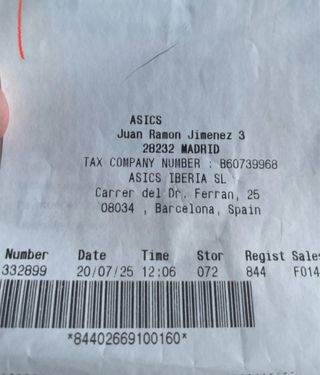 ASICS
Juan Ramon Jimenez 3
28232 MADRID
TAX COMPANY NUMBER : B60739968
ASICS IBERIA SL
Carrer del Dr. Ferran, 25
08034 , Barcelona, Spain
Number Date Time Stor Regist Sales
332899 20/07/25 12:06 072 844 F014
*84402669100160*